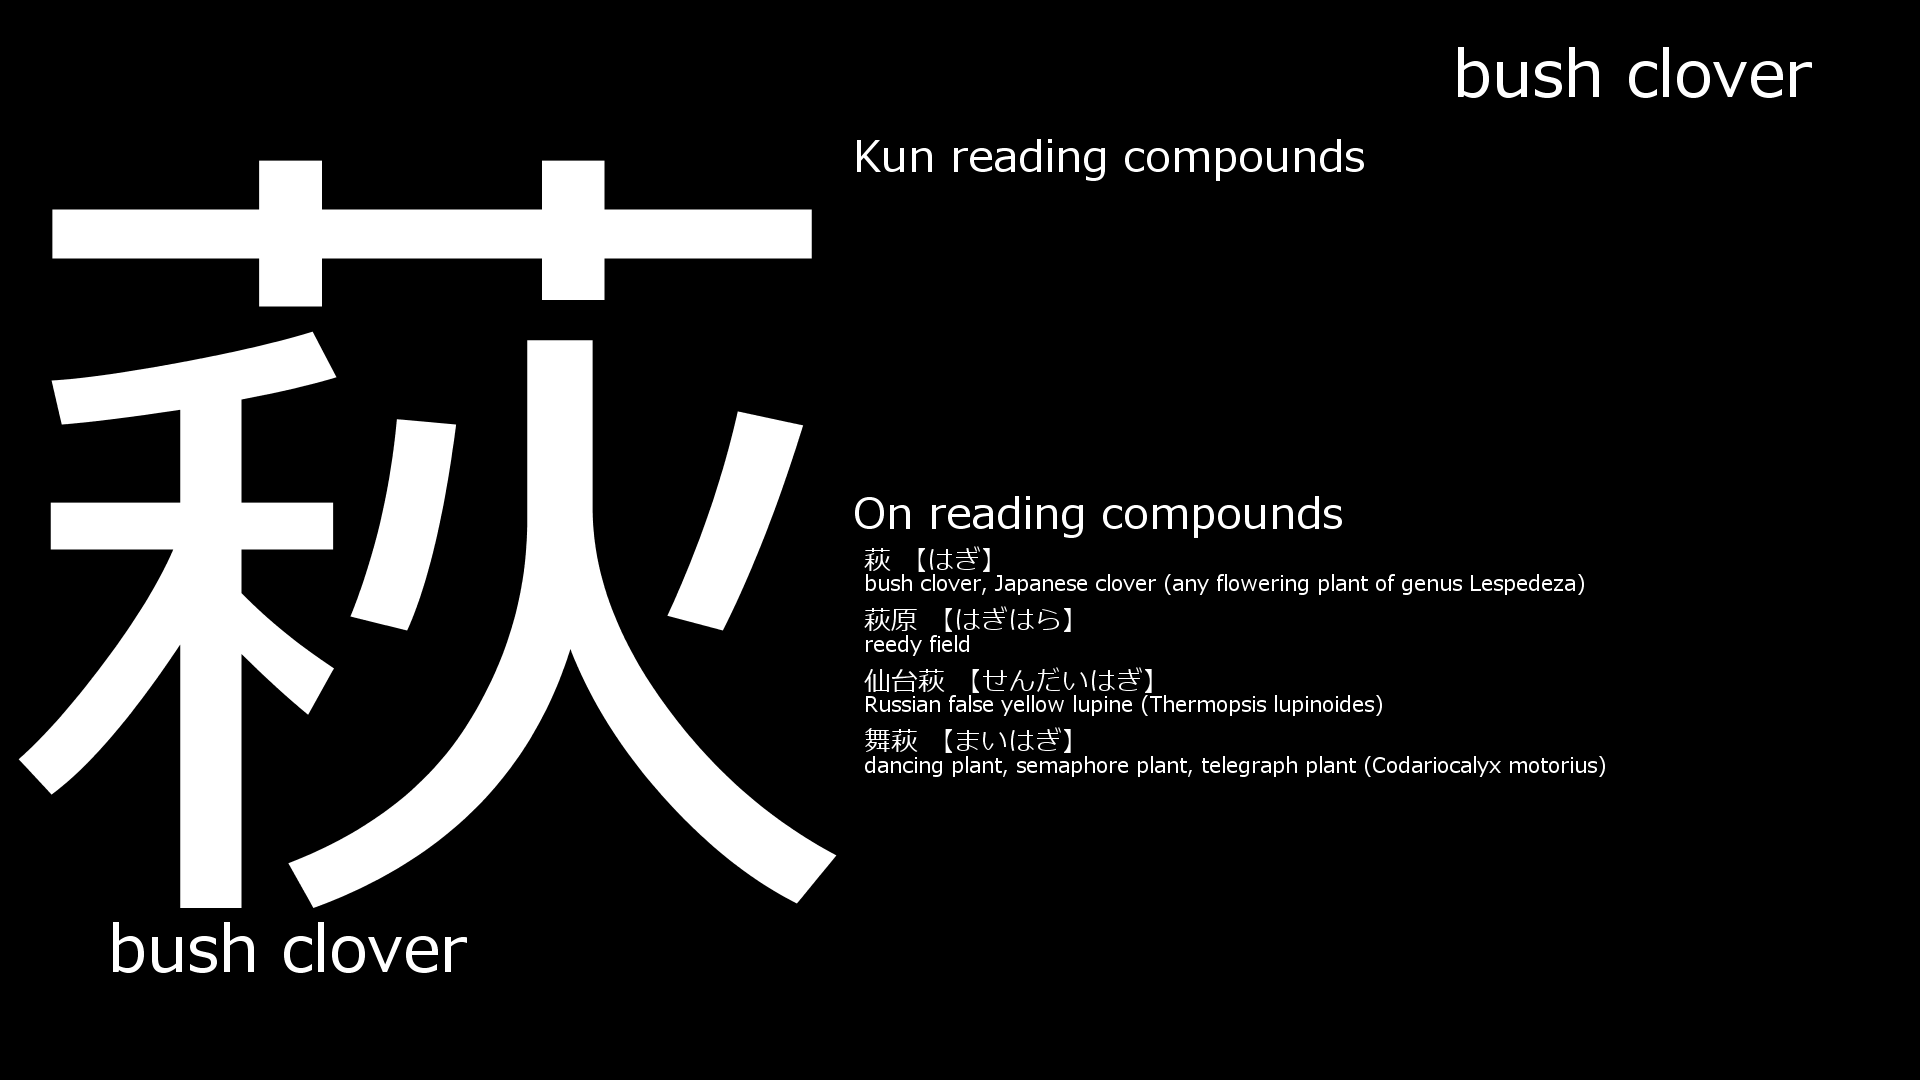 bush clover
萩
Kun reading compounds
On reading compounds
萩 【はぎ】
bush clover, Japanese clover (any flowering plant of genus Lespedeza)
萩原 【はぎはら】
reedy field
仙台萩 【せんだいはぎ】
Russian false yellow lupine (Thermopsis lupinoides)
舞萩 【まいはぎ】
dancing plant, semaphore plant, telegraph plant (Codariocalyx motorius)
bush clover